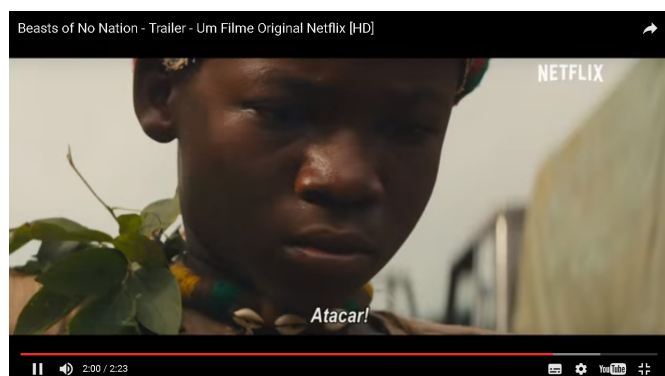 Beasts of No Nation - Trailer - Um Filme Original Netflix [HD]
NETFLIX
Atacar!
2:00 / 2:23
YouTube